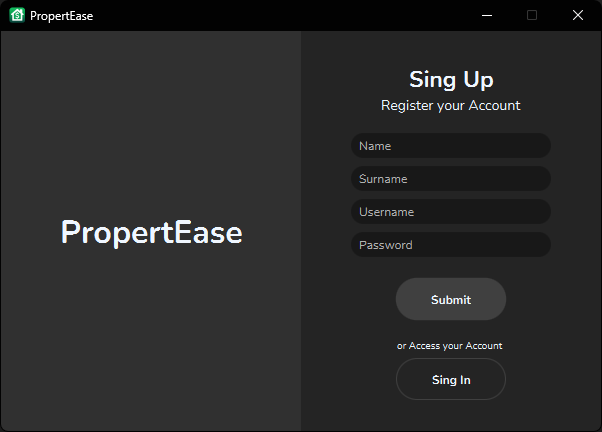 PropertEase
PropertEase
Sing Up
Register your Account
Name
Surname
Username
Password
Submit
or Access your Account
Sing In